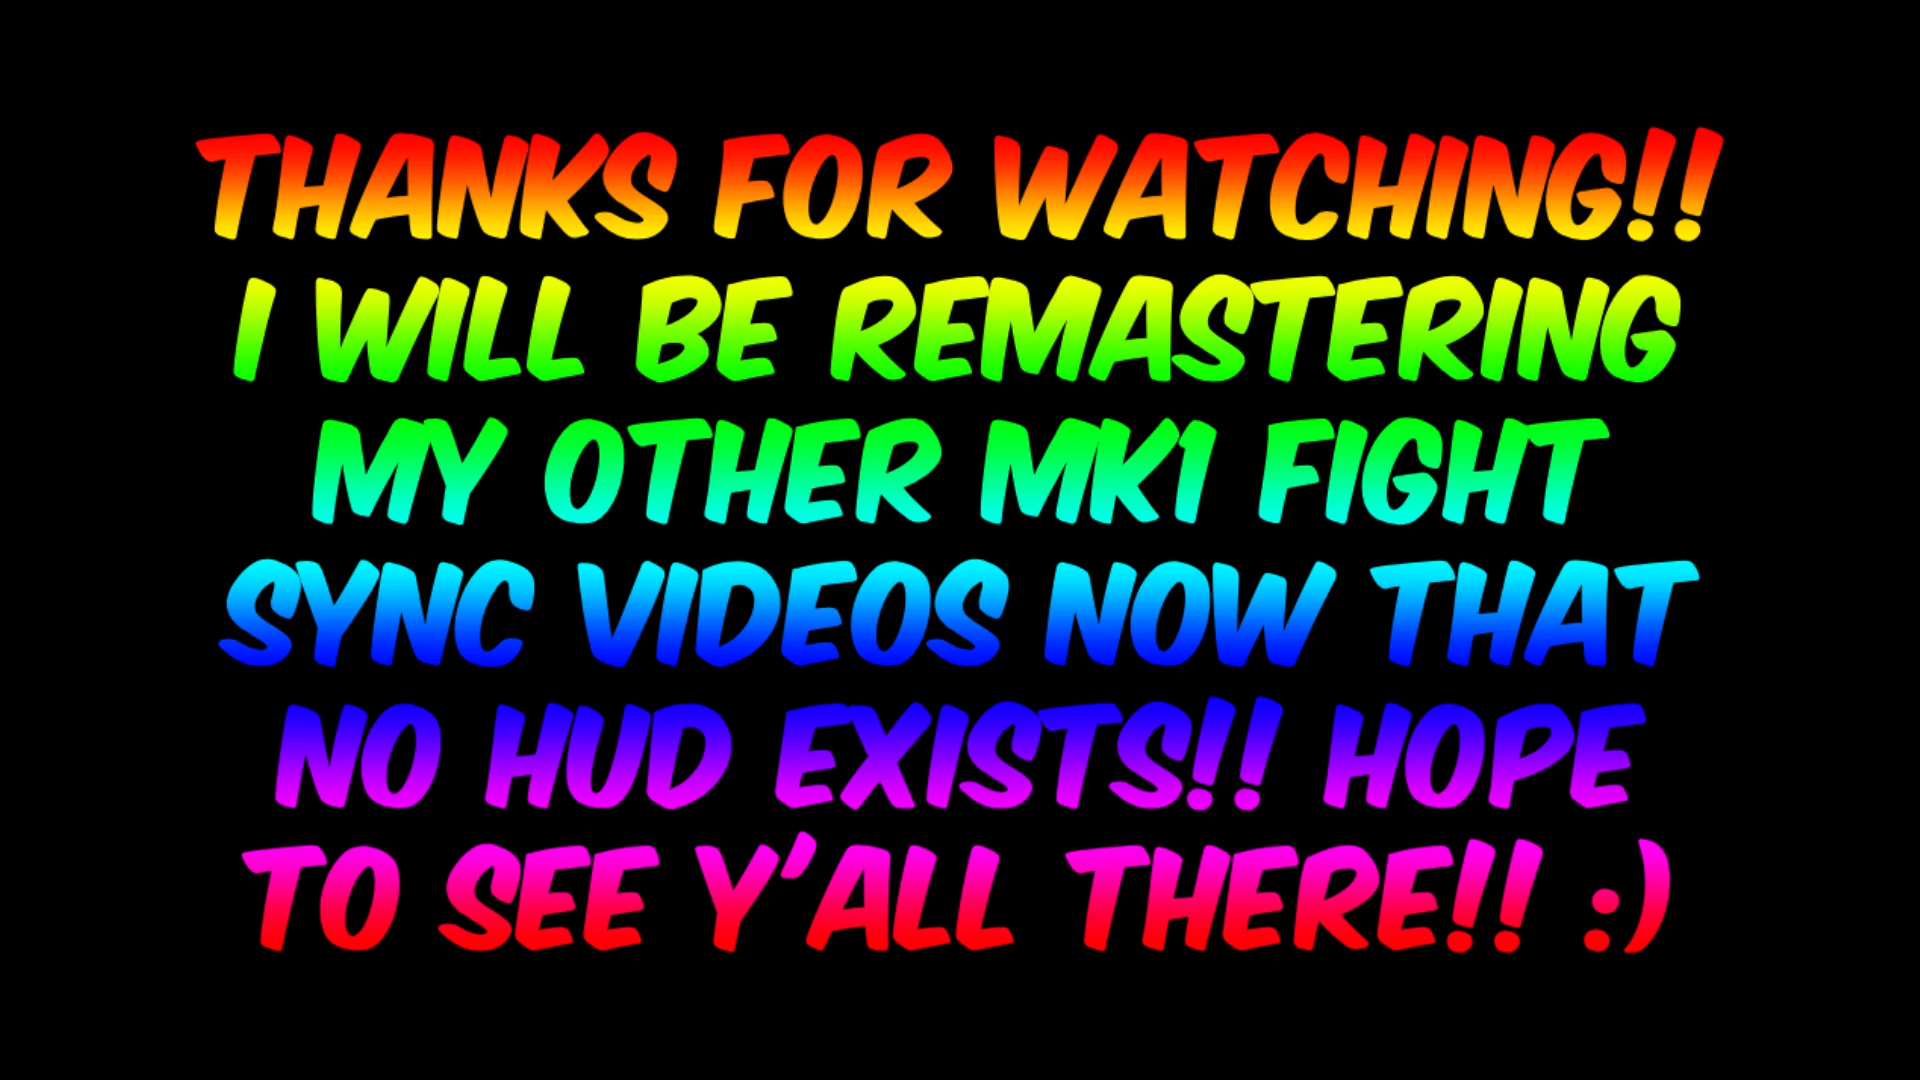 THANKS FOR WATCHING!!
I WILL BE REMASTERING
MY OTHER MK1 FIGHT
SYNC VIDEOS NOW THAT
NO HUD EXISTS!! HOPE
TO SEE Y'ALL THERE!! :)